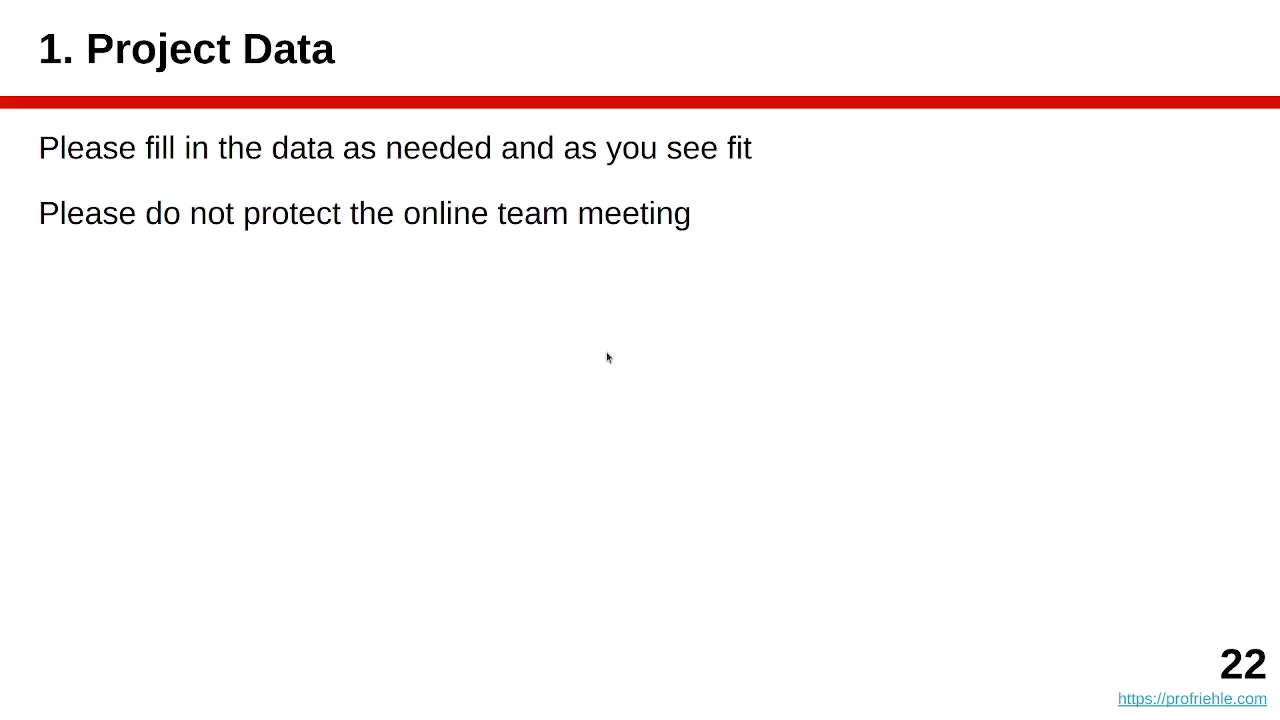 1. Project Data
Please fill in the data as needed and as you see fit
Please do not protect the online team meeting
22
https://profriehle.com